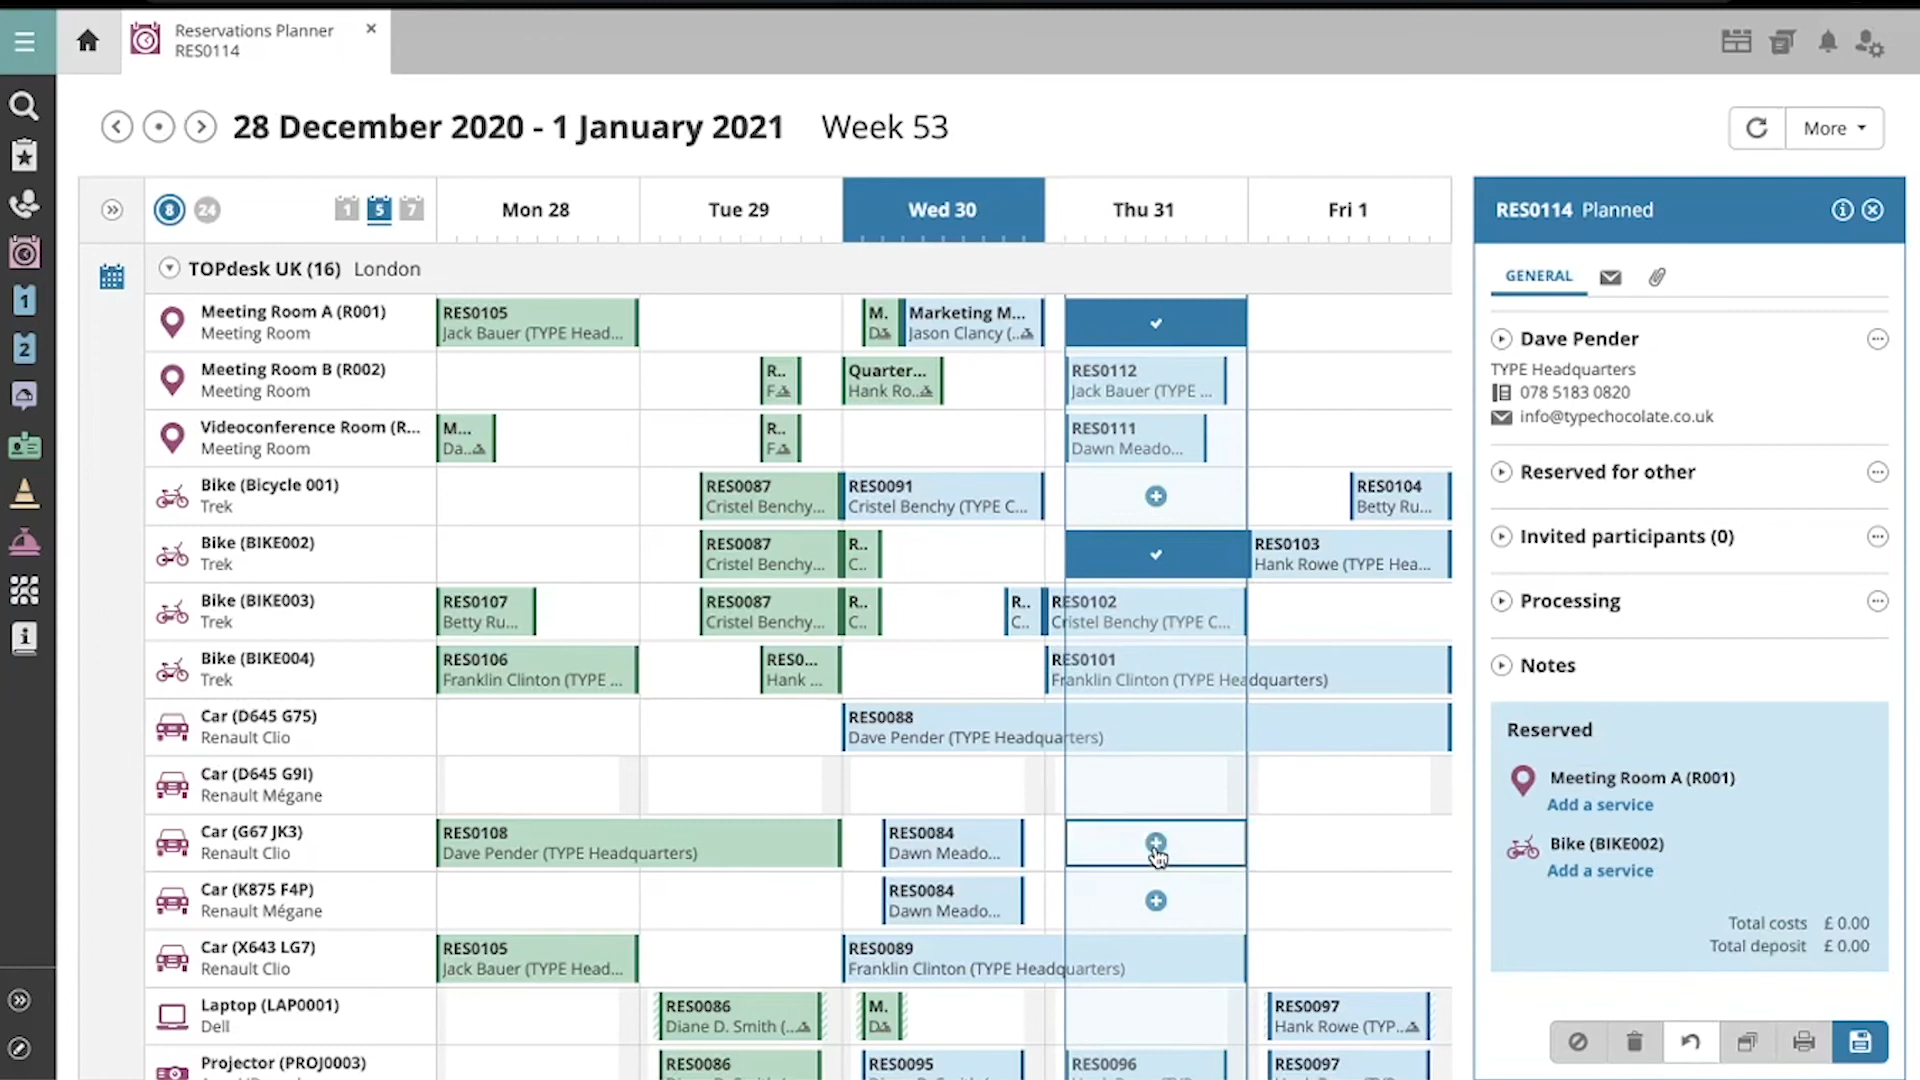 Reservations Planner
RES0114
28 December 2020 - 1 January 2021 Week 53
More
8 24 1 5 7 Mon 28 Tue 29 Wed 30 Thu 31 Fri 1
TOPdesk UK (16) London
Meeting Room A (R001)
Meeting Room
RES0105
Jack Bauer (TYPE Head...
M.
Marketing M...
Jason Clancy (..
Meeting Room B (R002)
Meeting Room
R..
F
Quarter...
Hank Ro..
RES0112
Jack Bauer (TYPE ...
Videoconference Room (R...
Meeting Room
M...
Da..
R..
F
RES0111
Dawn Meado...
Bike (Bicycle 001)
Trek
RES0087
Cristel Benchy...
RES0091
Cristel Benchy (TYPE C...
RES0104
Betty Ru...
Bike (BIKE002)
Trek
RES0087
Cristel Benchy...
R..
C..
RES0103
Hank Rowe (TYPE Hea...
Bike (BIKE003)
Trek
RES0107
Betty Ru...
RES0087
Cristel Benchy...
R..
C..
R..
C..
RES0102
Cristel Benchy (TYPE C...
Bike (BIKE004)
Trek
RES0106
Franklin Clinton (TYPE ...
RES0...
Hank ...
RES0101
Franklin Clinton (TYPE Headquarters)
Car (D645 G75)
Renault Clio
RES0088
Dave Pender (TYPE Headquarters)
Car (D645 G9I)
Renault Mégane
Car (G67 JK3)
Renault Clio
RES0108
Dave Pender (TYPE Headquarters)
RES0084
Dawn Meado...
Car (K875 F4P)
Renault Mégane
RES0084
Dawn Meado...
Car (X643 LG7)
Renault Clio
RES0105
Jack Bauer (TYPE Head...
RES0089
Franklin Clinton (TYPE Headquarters)
Laptop (LAP0001)
Dell
RES0086
Diane D. Smith (...
M.
RES0097
Hank Rowe (TYP..
Projector (PROJ0003)
RES0086
RES0095
RES0096
RES0097
1
2
RES0114 Planned
GENERAL
Dave Pender
TYPE Headquarters
078 5183 0820
info@typechocolate.co.uk
Reserved for other
Invited participants (0)
Processing
Notes
Reserved
Meeting Room A (R001)
Add a service
Bike (BIKE002)
Add a service
Total costs £ 0.00
Total deposit £ 0.00